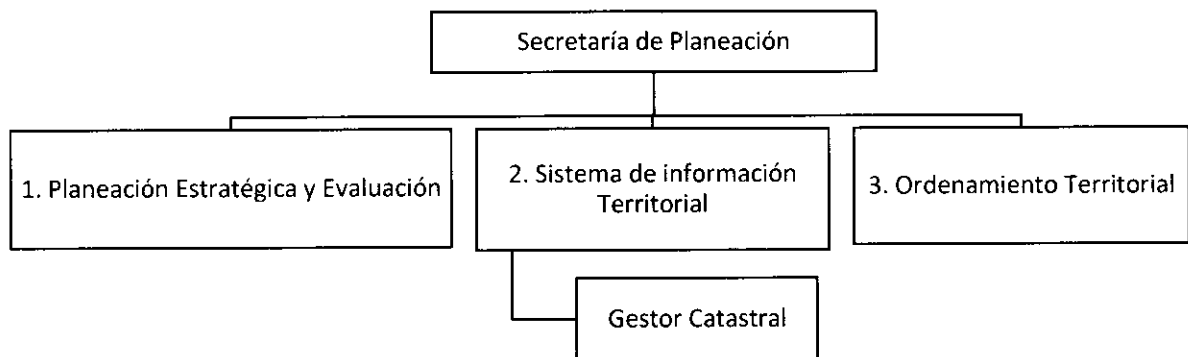 Secretaría de Planeación
1. Planeación Estratégica y Evaluación
2. Sistema de información
Territorial
3. Ordenamiento Territorial
Gestor Catastral